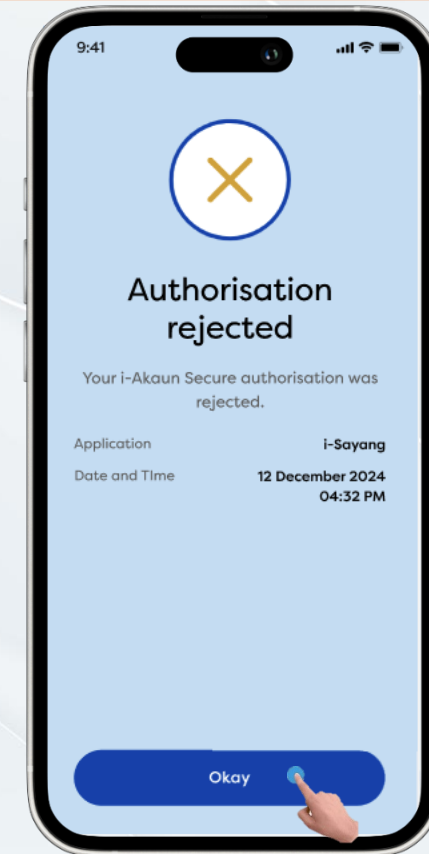 9:41
Authorisation
rejected
Your i-Akaun Secure authorisation was
rejected.
Application i-Sayang
Date and TIme 12 December 2024
04:32 PM
Okay